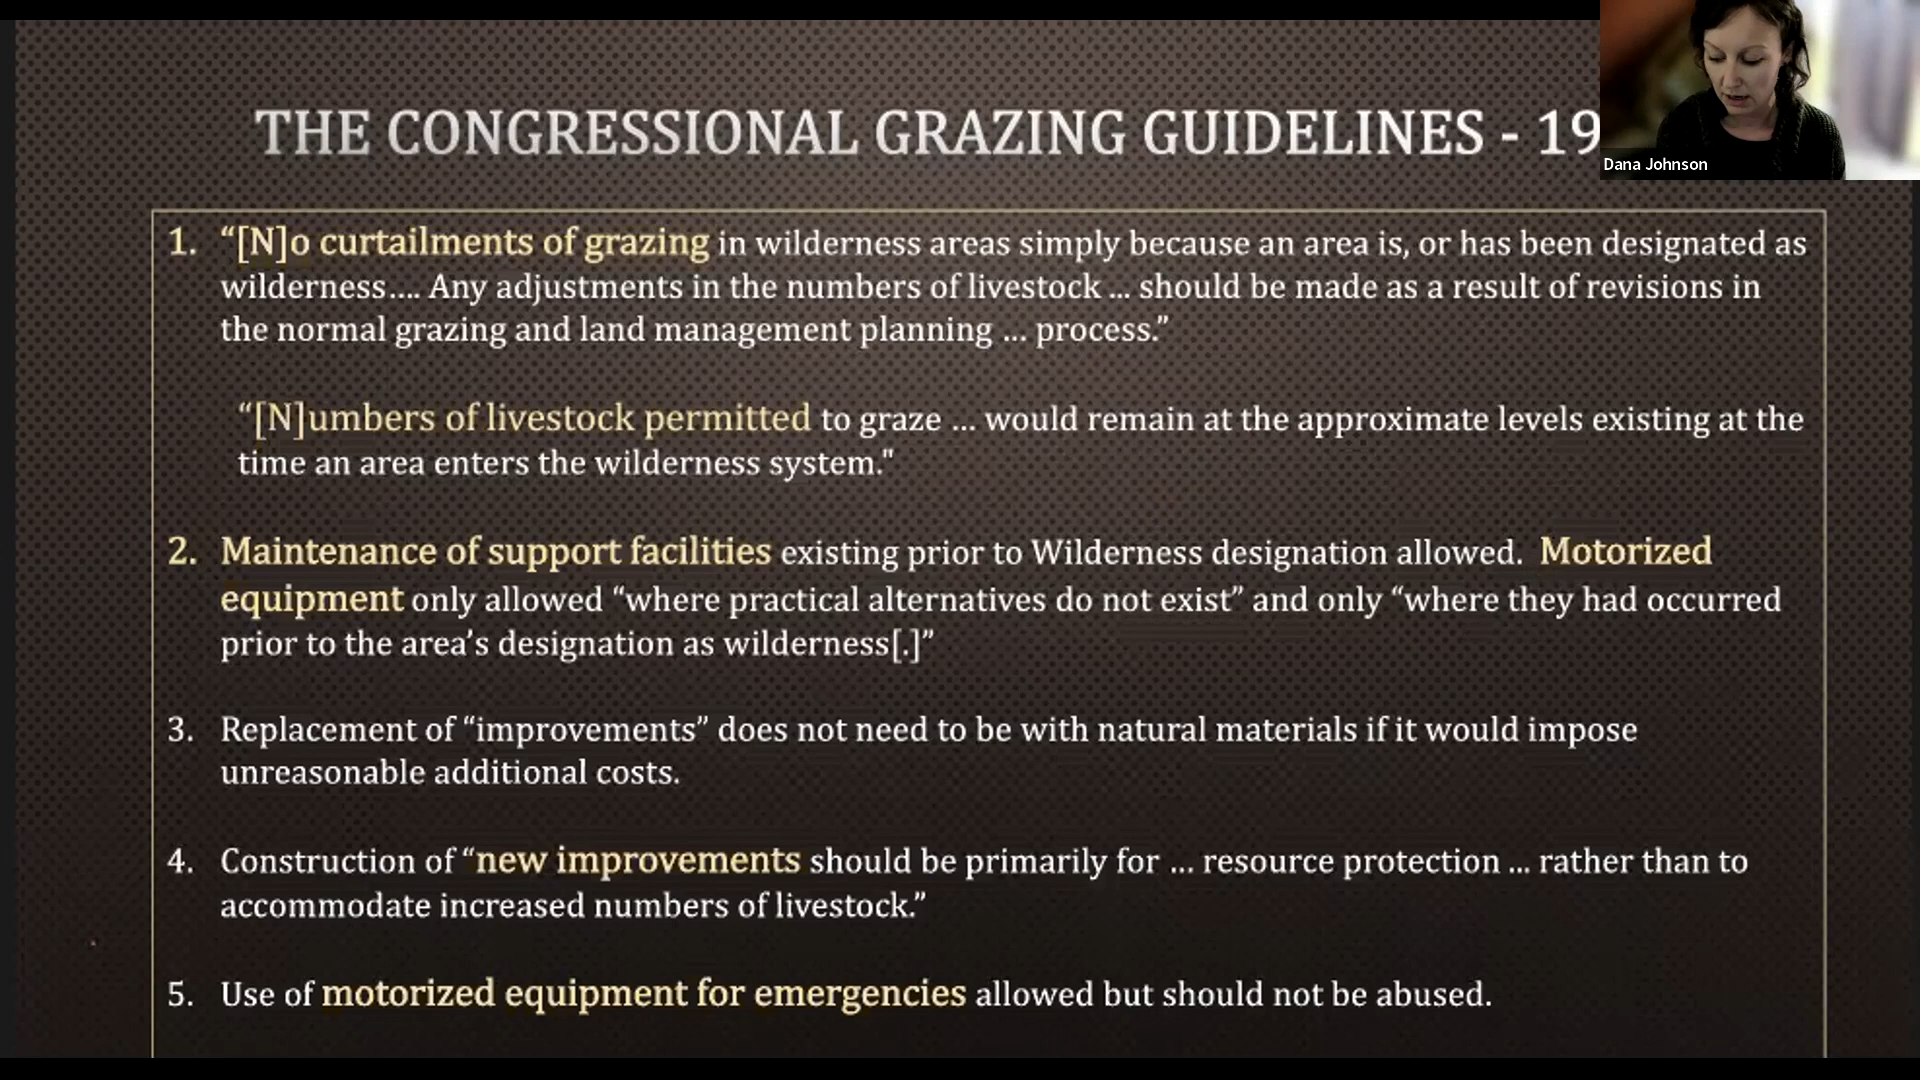 THE CONGRESSIONAL GRAZING GUIDELINES - 19
Dana Johnson
1. “[N]o curtailments of grazing in wilderness areas simply because an area is, or has been designated as
wilderness…. Any adjustments in the numbers of livestock … should be made as a result of revisions in
the normal grazing and land management planning … process.”
“[N]umbers of livestock permitted to graze … would remain at the approximate levels existing at the
time an area enters the wilderness system."
2. Maintenance of support facilities existing prior to Wilderness designation allowed. Motorized
equipment only allowed “where practical alternatives do not exist” and only “where they had occurred
prior to the area’s designation as wilderness[.]”
3. Replacement of “improvements” does not need to be with natural materials if it would impose
unreasonable additional costs.
4. Construction of “new improvements should be primarily for … resource protection … rather than to
accommodate increased numbers of livestock.”
5. Use of motorized equipment for emergencies allowed but should not be abused.